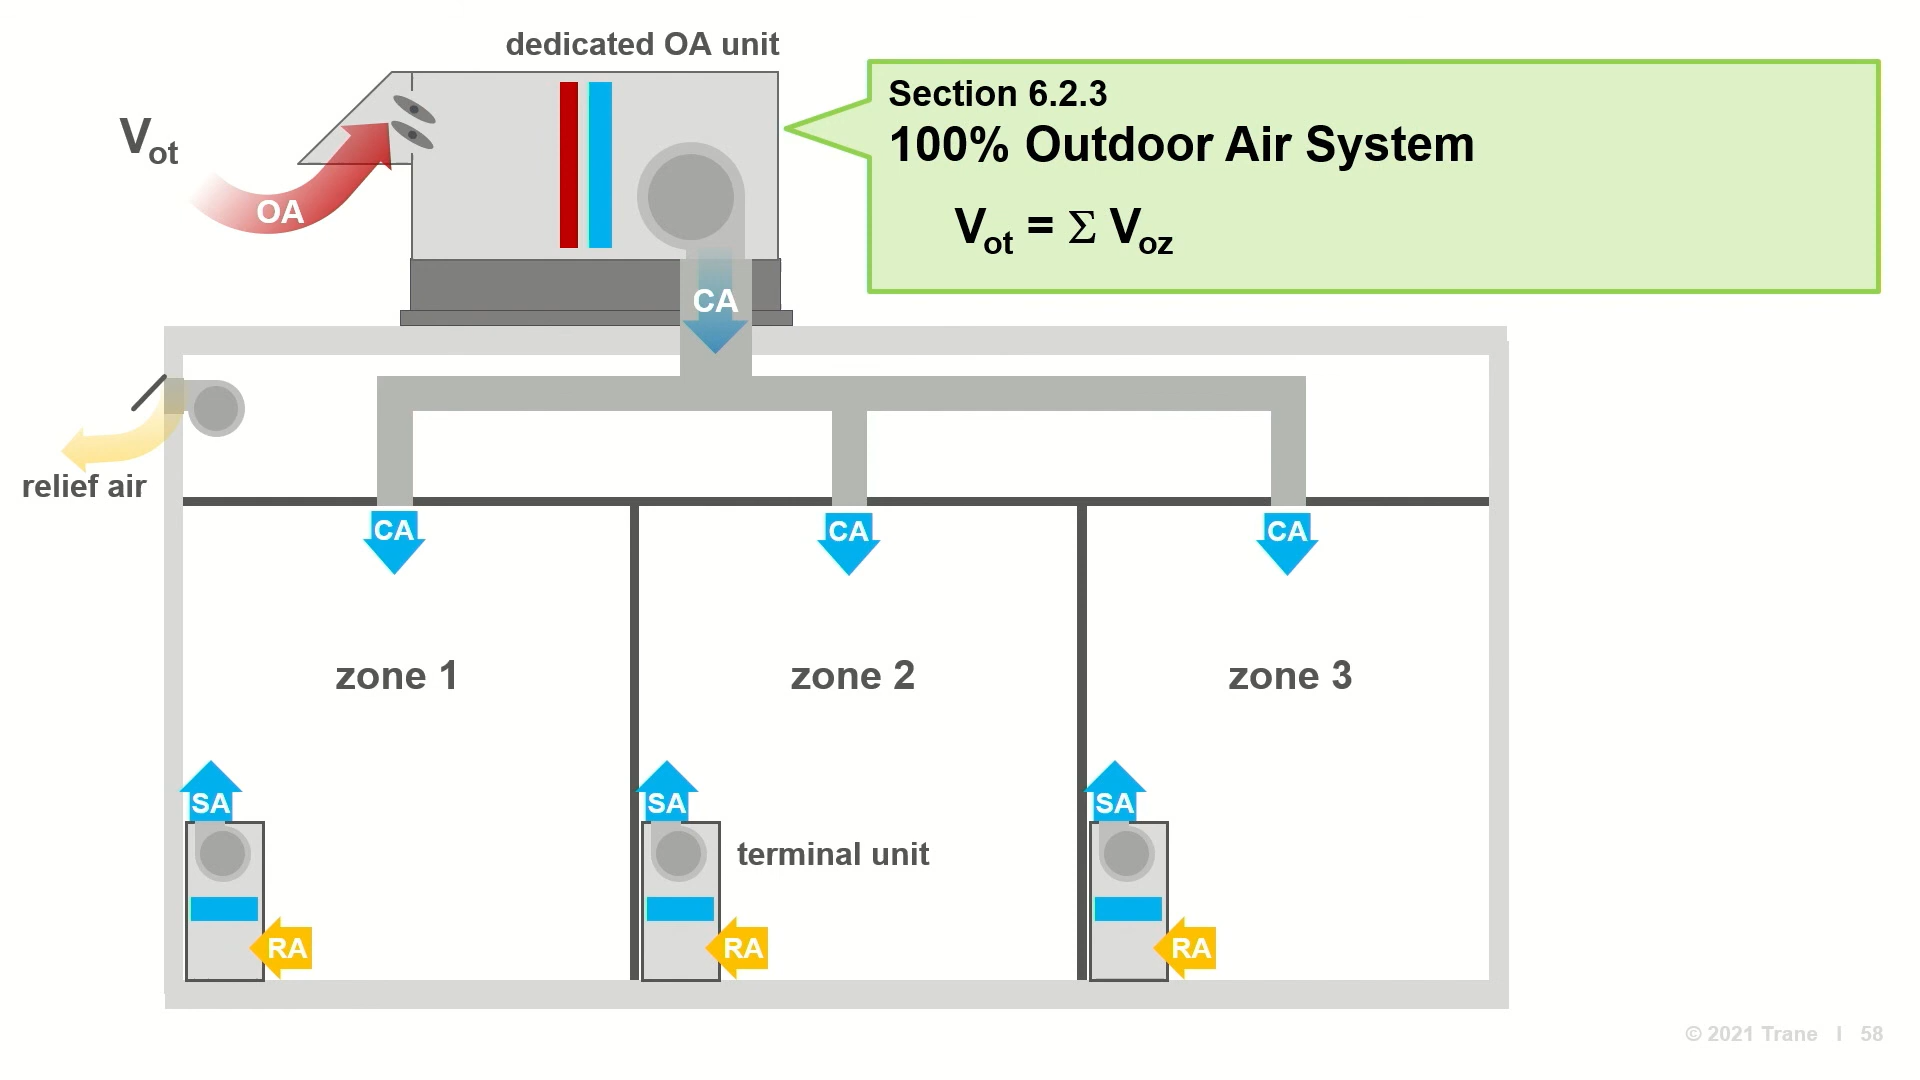 dedicated OA unit
Section 6.2.3
100% Outdoor Air System
Vot = Σ Voz
Vot
OA
CA
relief air
CA
CA
CA
zone 1
zone 2
zone 3
SA
SA
SA
terminal unit
RA
RA
RA
© 2021 Trane | 58